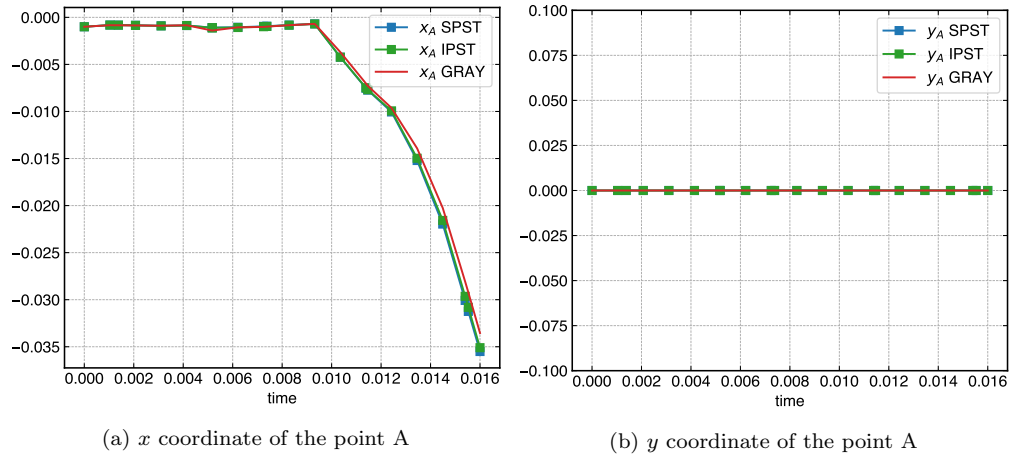 0.000
−0.005
−0.010
−0.015
−0.020
−0.025
−0.030
−0.035
x_A SPST
x_A IPST
x_A GRAY
0.000 0.002 0.004 0.006 0.008 0.010 0.012 0.014 0.016
time
(a) x coordinate of the point A
0.100
0.075
0.050
0.025
0.000
−0.025
−0.050
−0.075
−0.100
y_A SPST
y_A IPST
y_A GRAY
0.000 0.002 0.004 0.006 0.008 0.010 0.012 0.014 0.016
time
(b) y coordinate of the point A